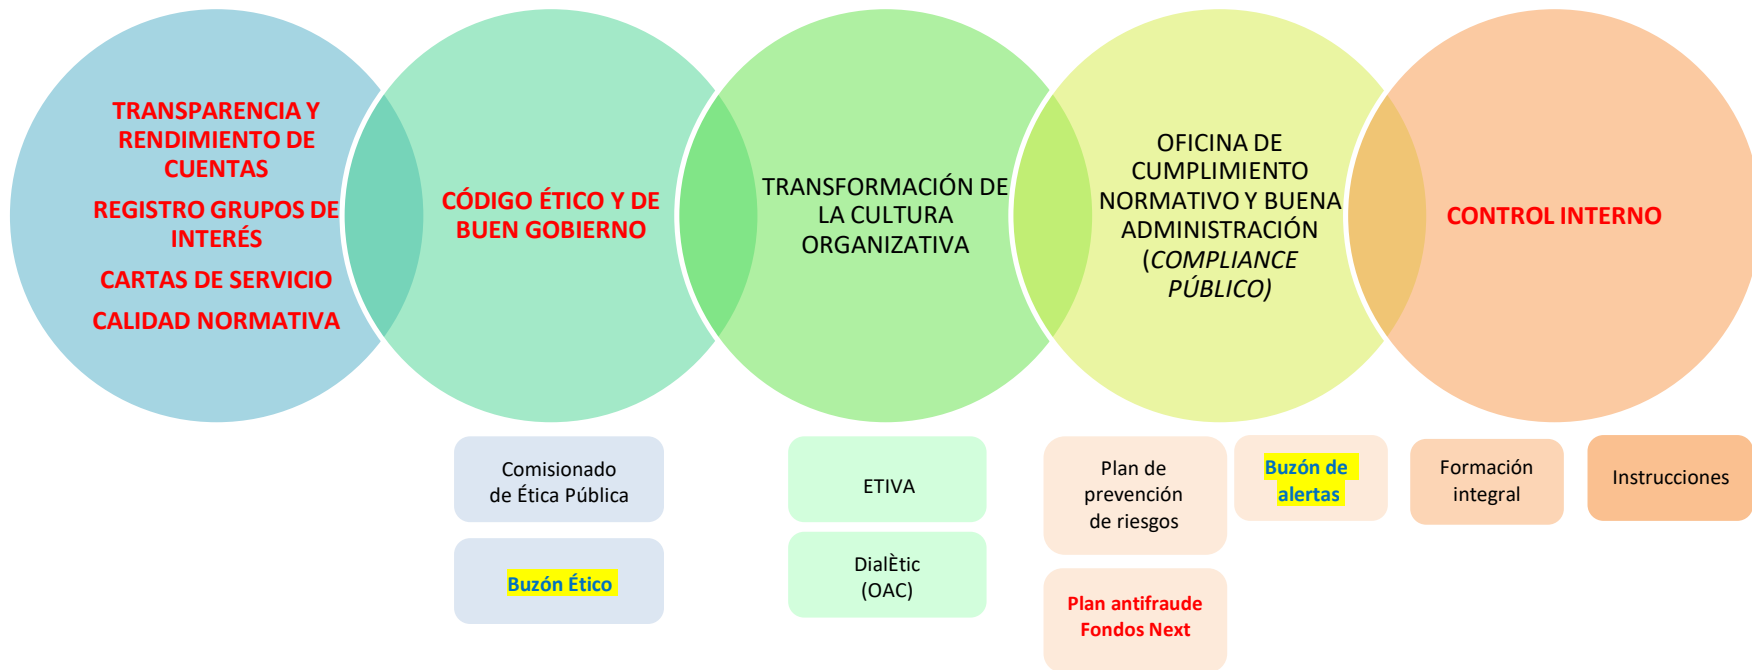 TRANSPARENCIA Y
RENDIMIENTO DE
CUENTAS
REGISTRO GRUPOS DE
INTERÉS
CARTAS DE SERVICIO
CALIDAD NORMATIVA
CÓDIGO ÉTICO Y DE
BUEN GOBIERNO
TRANSFORMACIÓN DE
LA CULTURA
ORGANIZATIVA
OFICINA DE
CUMPLIMIENTO
NORMATIVO Y BUENA
ADMINISTRACIÓN
(COMPLIANCE
PÚBLICO)
CONTROL INTERNO
Comisionado
de Ética Pública
Buzón Ético
ETIVA
DialÈtic
(OAC)
Plan de
prevención
de riesgos
Plan antifraude
Fondos Next
Buzón de
alertas
Formación
integral
Instrucciones